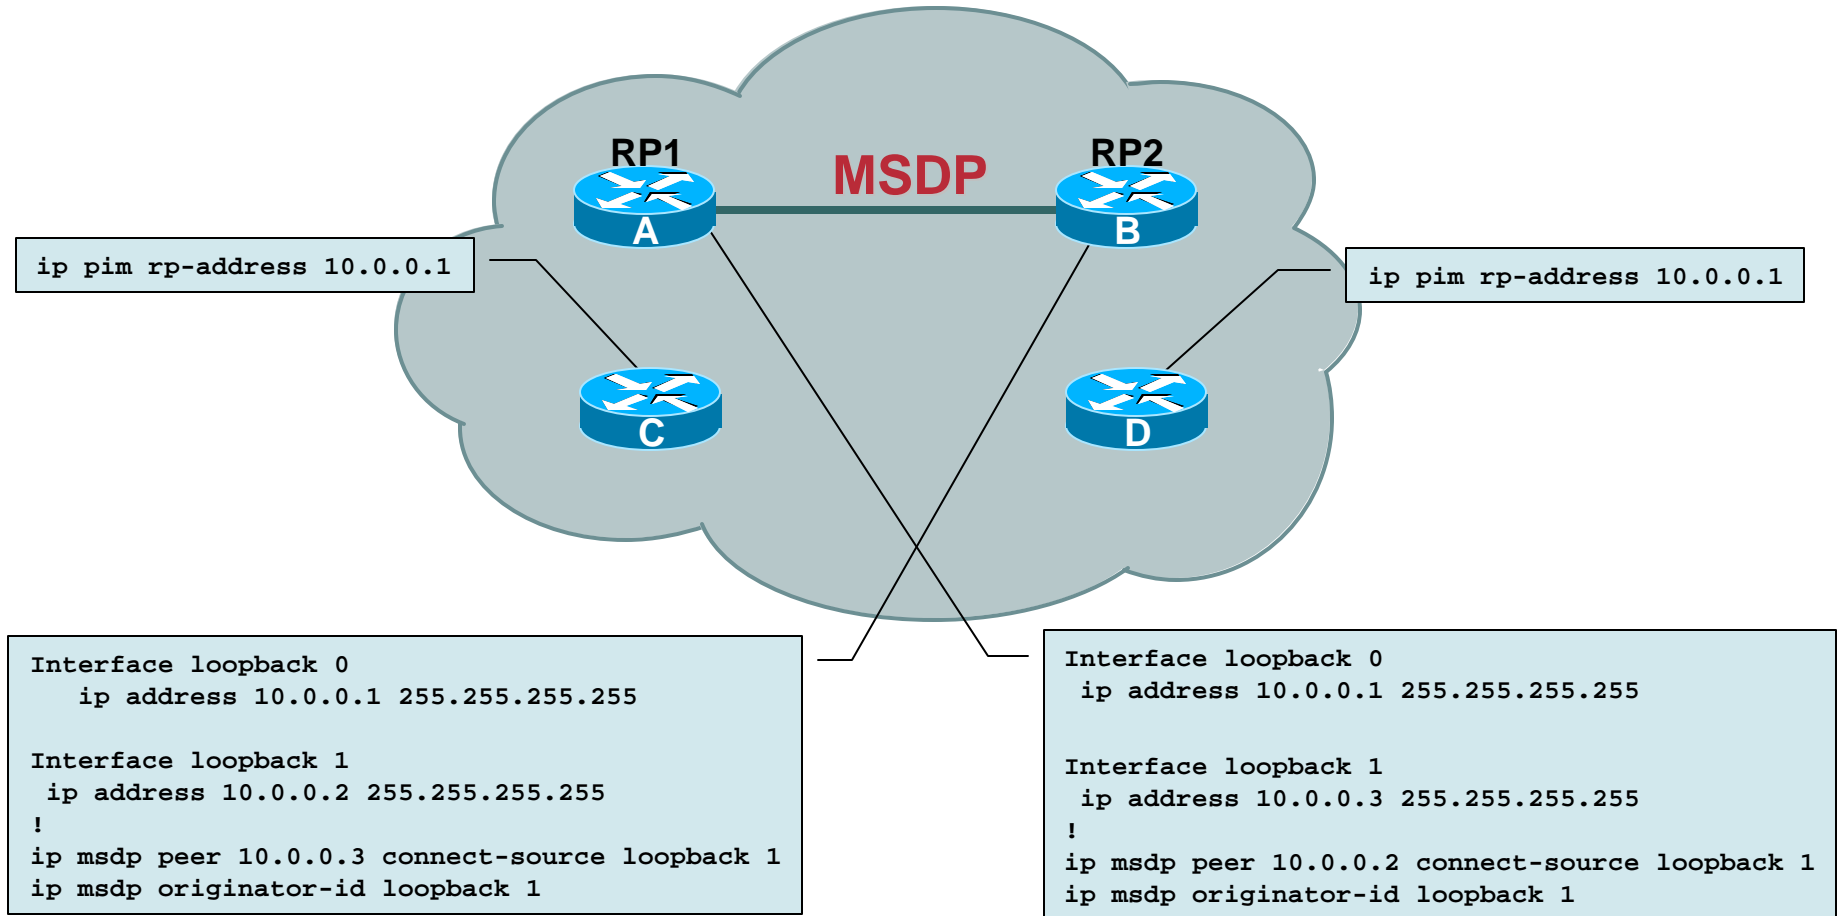 RP1
MSDP
RP2
A
B
ip pim rp-address 10.0.0.1
ip pim rp-address 10.0.0.1
C
D
Interface loopback 0
ip address 10.0.0.1 255.255.255.255
Interface loopback 1
ip address 10.0.0.2 255.255.255.255
!
ip msdp peer 10.0.0.3 connect-source loopback 1
ip msdp originator-id loopback 1
Interface loopback 0
ip address 10.0.0.1 255.255.255.255
Interface loopback 1
ip address 10.0.0.3 255.255.255.255
!
ip msdp peer 10.0.0.2 connect-source loopback 1
ip msdp originator-id loopback 1